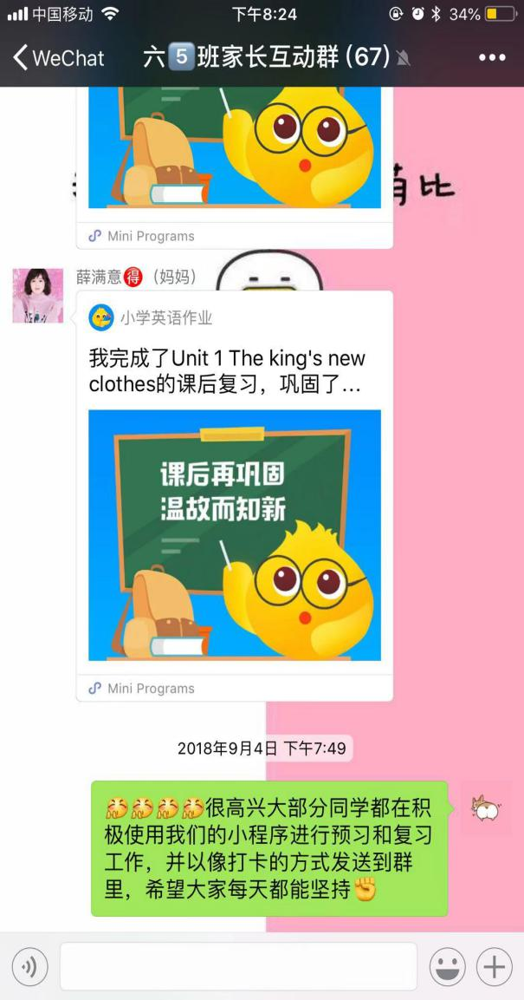 中国移动 下午8:24 34%
WeChat 六5️⃣班家长互动群 (67)
有比
Mini Programs
薛满意得（妈妈）
小学英语作业
我完成了Unit 1 The king's new
clothes的课后复习，巩固了...
课后再巩固
温故而知新
Mini Programs
2018年9月4日 下午7:49
很高兴大部分同学都在积
极使用我们的小程序进行预习和复习
工作，并以像打卡的方式发送到群
里，希望大家每天都能坚持✊